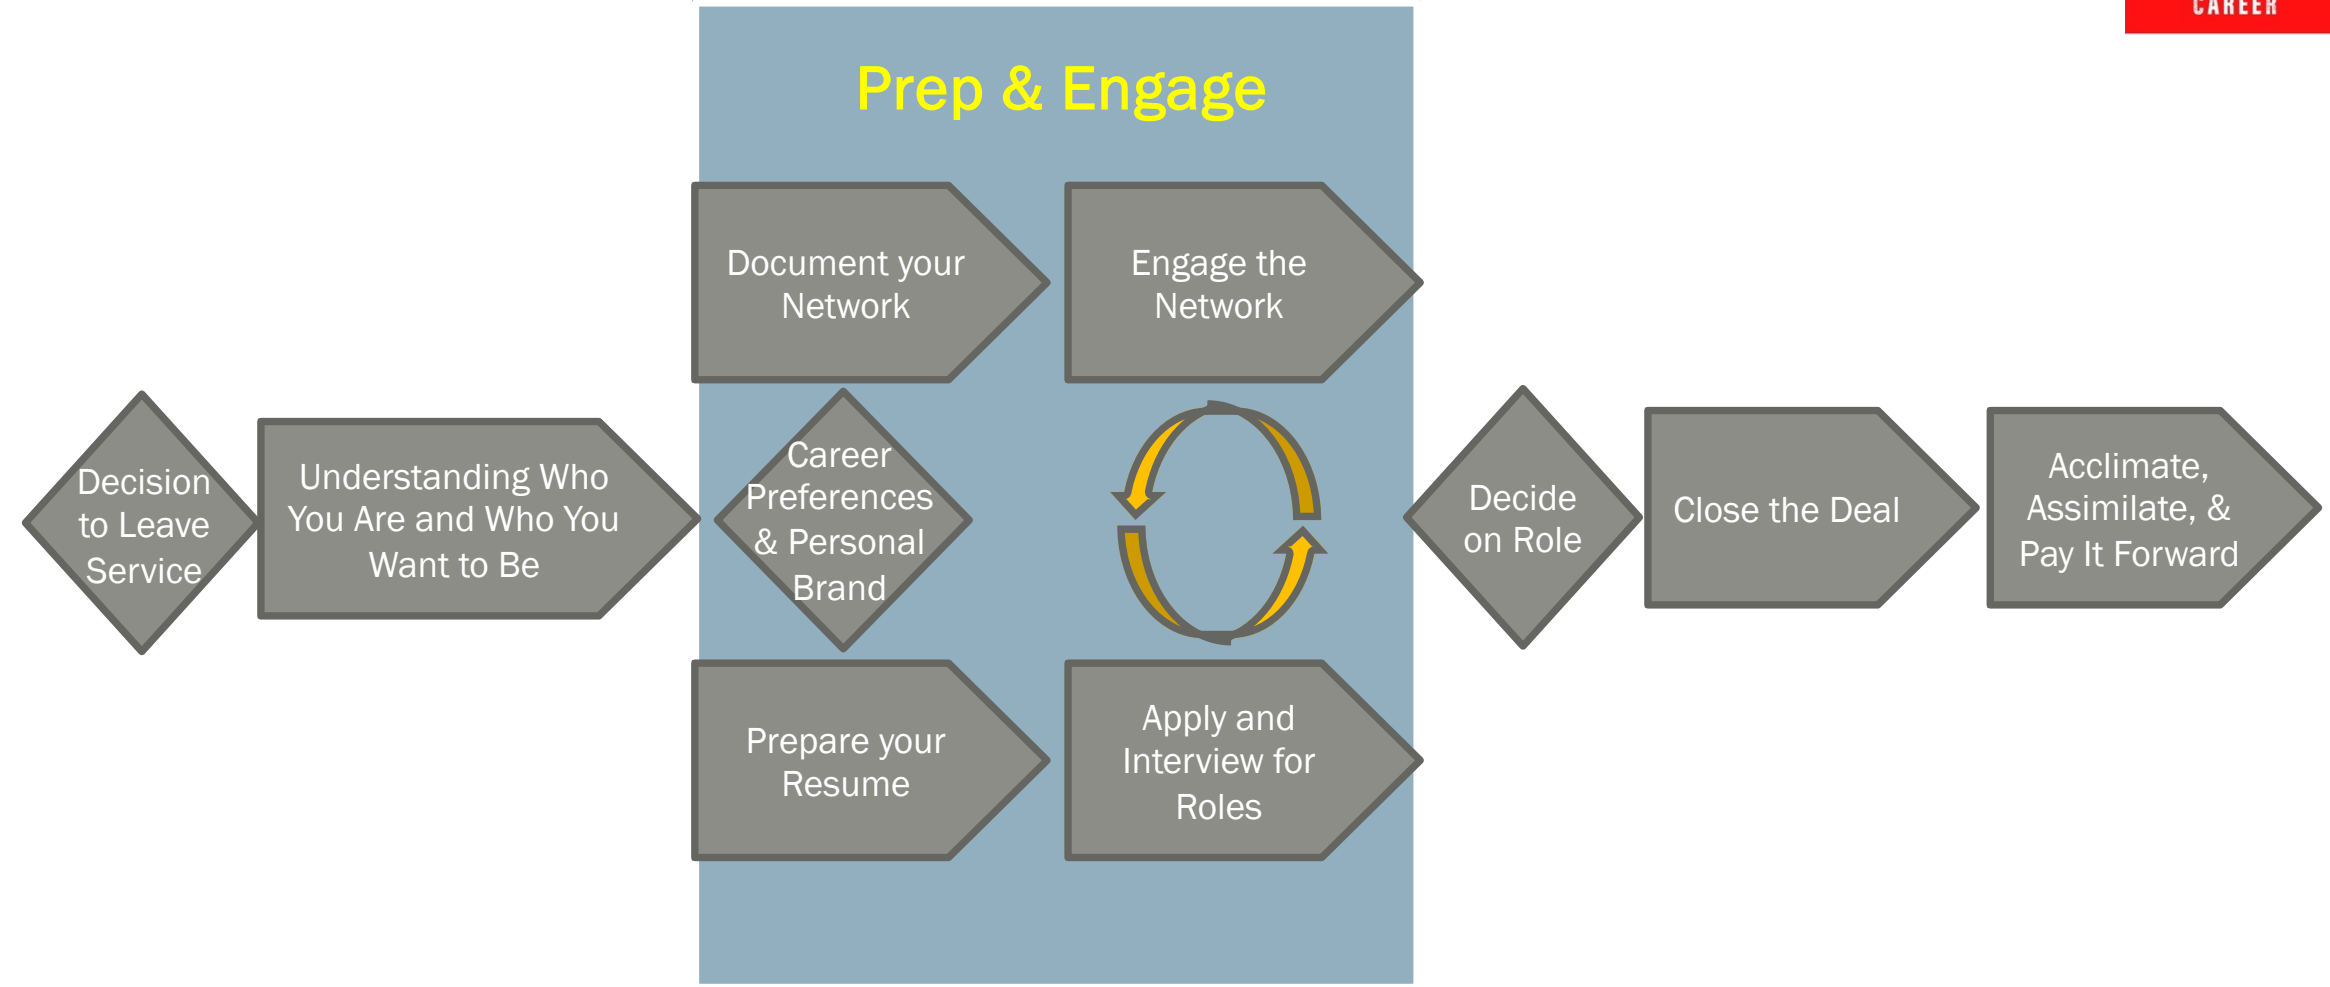 CAREER
Prep & Engage
Document your
Network
Engage the
Network
Decision
to Leave
Service
Understanding Who
You Are and Who You
Want to Be
Career
Preferences
& Personal
Brand
Decide
on Role
Close the Deal
Acclimate,
Assimilate, &
Pay It Forward
Prepare your
Resume
Apply and
Interview for
Roles